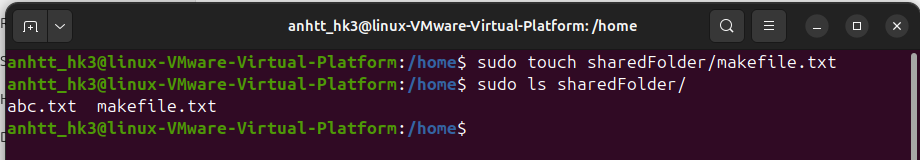 anhtt_hk3@linux-VMware-Virtual-Platform: /home
anhtt_hk3@linux-VMware-Virtual-Platform:/home$ sudo touch sharedFolder/makefile.txt
anhtt_hk3@linux-VMware-Virtual-Platform:/home$ sudo ls sharedFolder/
abc.txt  makefile.txt
anhtt_hk3@linux-VMware-Virtual-Platform:/home$